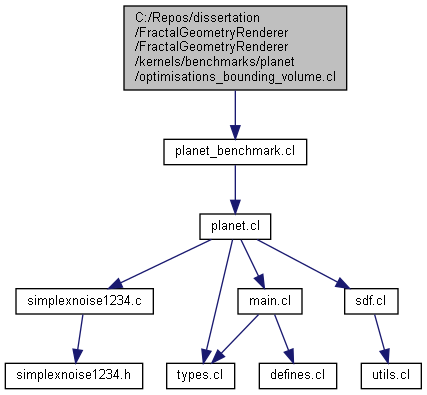 C:/Repos/dissertation
/FractalGeometryRenderer
/FractalGeometryRenderer
/kernels/benchmarks/planet
/optimisations_bounding_volume.cl
planet_benchmark.cl
planet.cl
simplexnoise1234.c
main.cl
sdf.cl
simplexnoise1234.h
types.cl
defines.cl
utils.cl